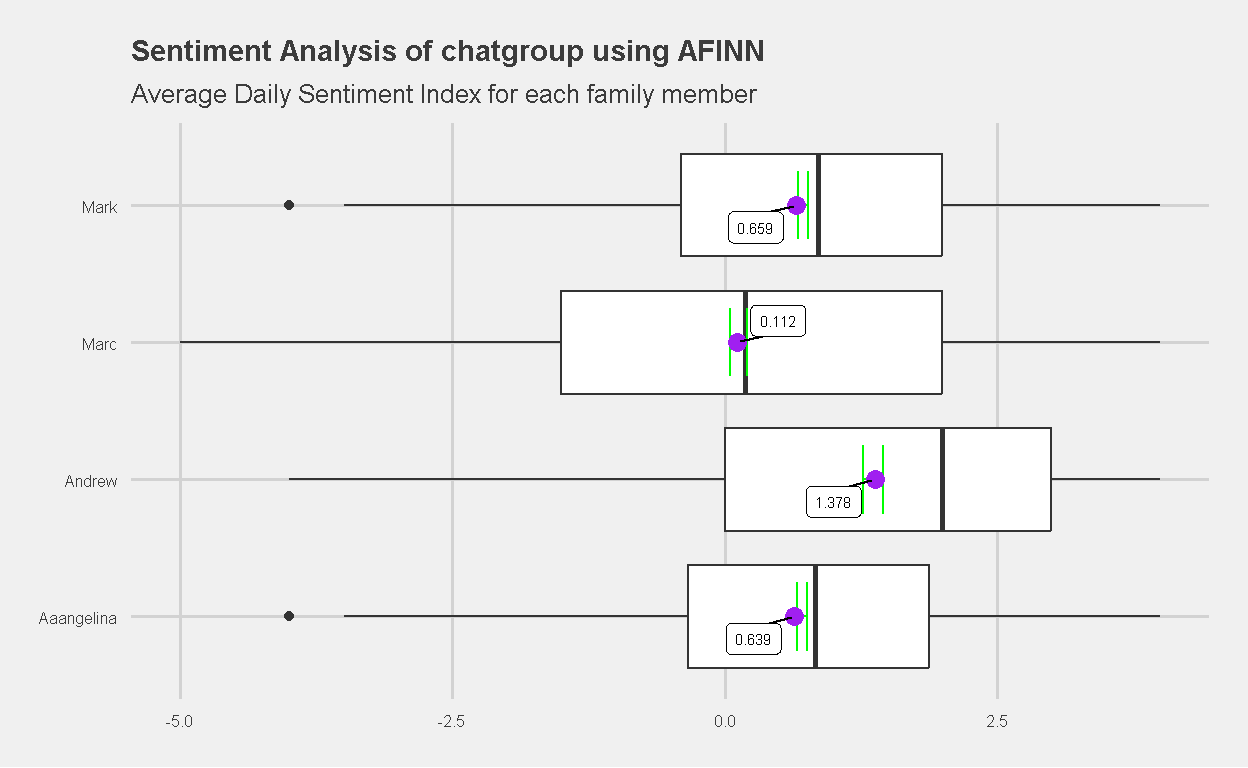 Sentiment Analysis of chatgroup using AFINN
Average Daily Sentiment Index for each family member
Mark
0.659
Marc
0.112
Andrew
1.378
Aaangelina
0.639
-5.0
-2.5
0.0
2.5